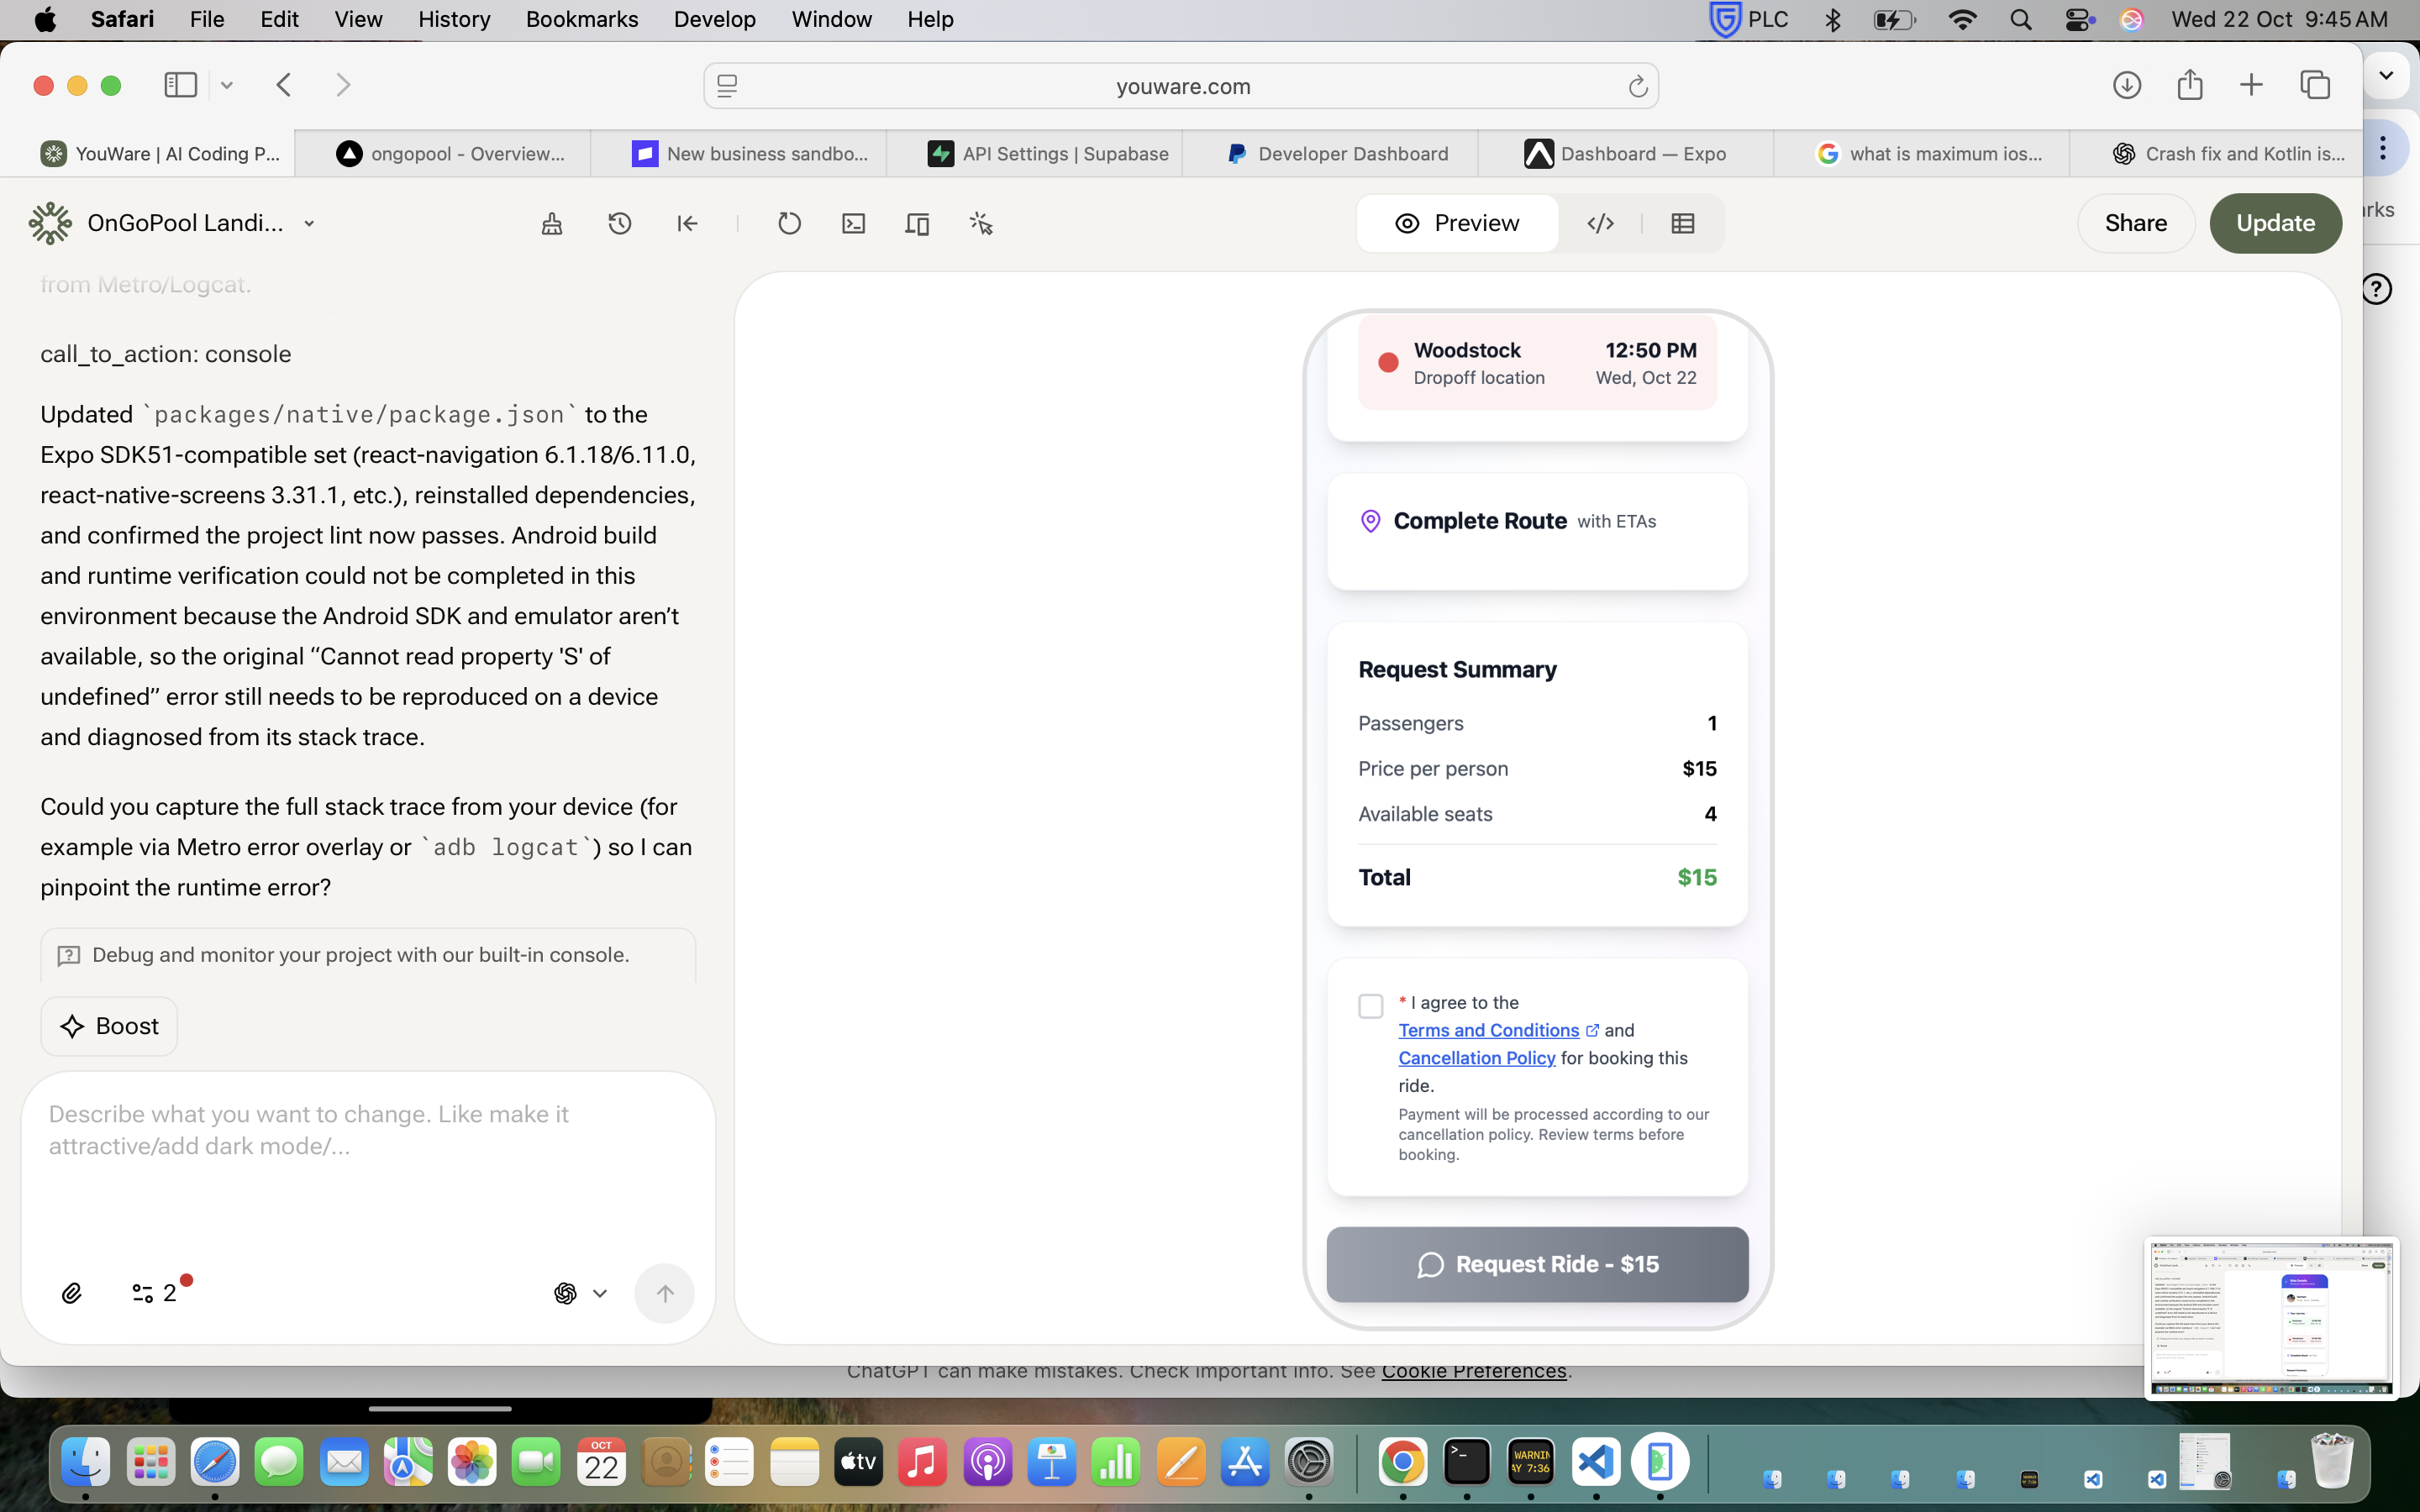 Safari File Edit View History Bookmarks Develop Window Help
PLC Wed 22 Oct 9:45 AM
youware.com
YouWare | AI Coding P...
ongopool - Overview...
New business sandbo...
API Settings | Supabase
Developer Dashboard
Dashboard — Expo
what is maximum ios...
Crash fix and Kotlin is...
OnGoPool Landi...
Preview
Share
Update
rks
from Metro/Logcat.
call_to_action: console
Updated `packages/native/package.json` to the
Expo SDK51-compatible set (react-navigation 6.1.18/6.11.0,
react-native-screens 3.31.1, etc.), reinstalled dependencies,
and confirmed the project lint now passes. Android build
and runtime verification could not be completed in this
environment because the Android SDK and emulator aren’t
available, so the original “Cannot read property 'S' of
undefined” error still needs to be reproduced on a device
and diagnosed from its stack trace.
Could you capture the full stack trace from your device (for
example via Metro error overlay or `adb logcat`) so I can
pinpoint the runtime error?
Debug and monitor your project with our built-in console.
Boost
Describe what you want to change. Like make it
attractive/add dark mode/...
2
Woodstock 12:50 PM
Dropoff location Wed, Oct 22
Complete Route with ETAs
Request Summary
Passengers 1
Price per person $15
Available seats 4
Total $15
* I agree to the
Terms and Conditions and
Cancellation Policy for booking this
ride.
Payment will be processed according to our
cancellation policy. Review terms before
booking.
Request Ride - $15
ChatGPT can make mistakes. Check important info. See Cookie Preferences.
OCT
22
tv
WARNIN
AY 7:36